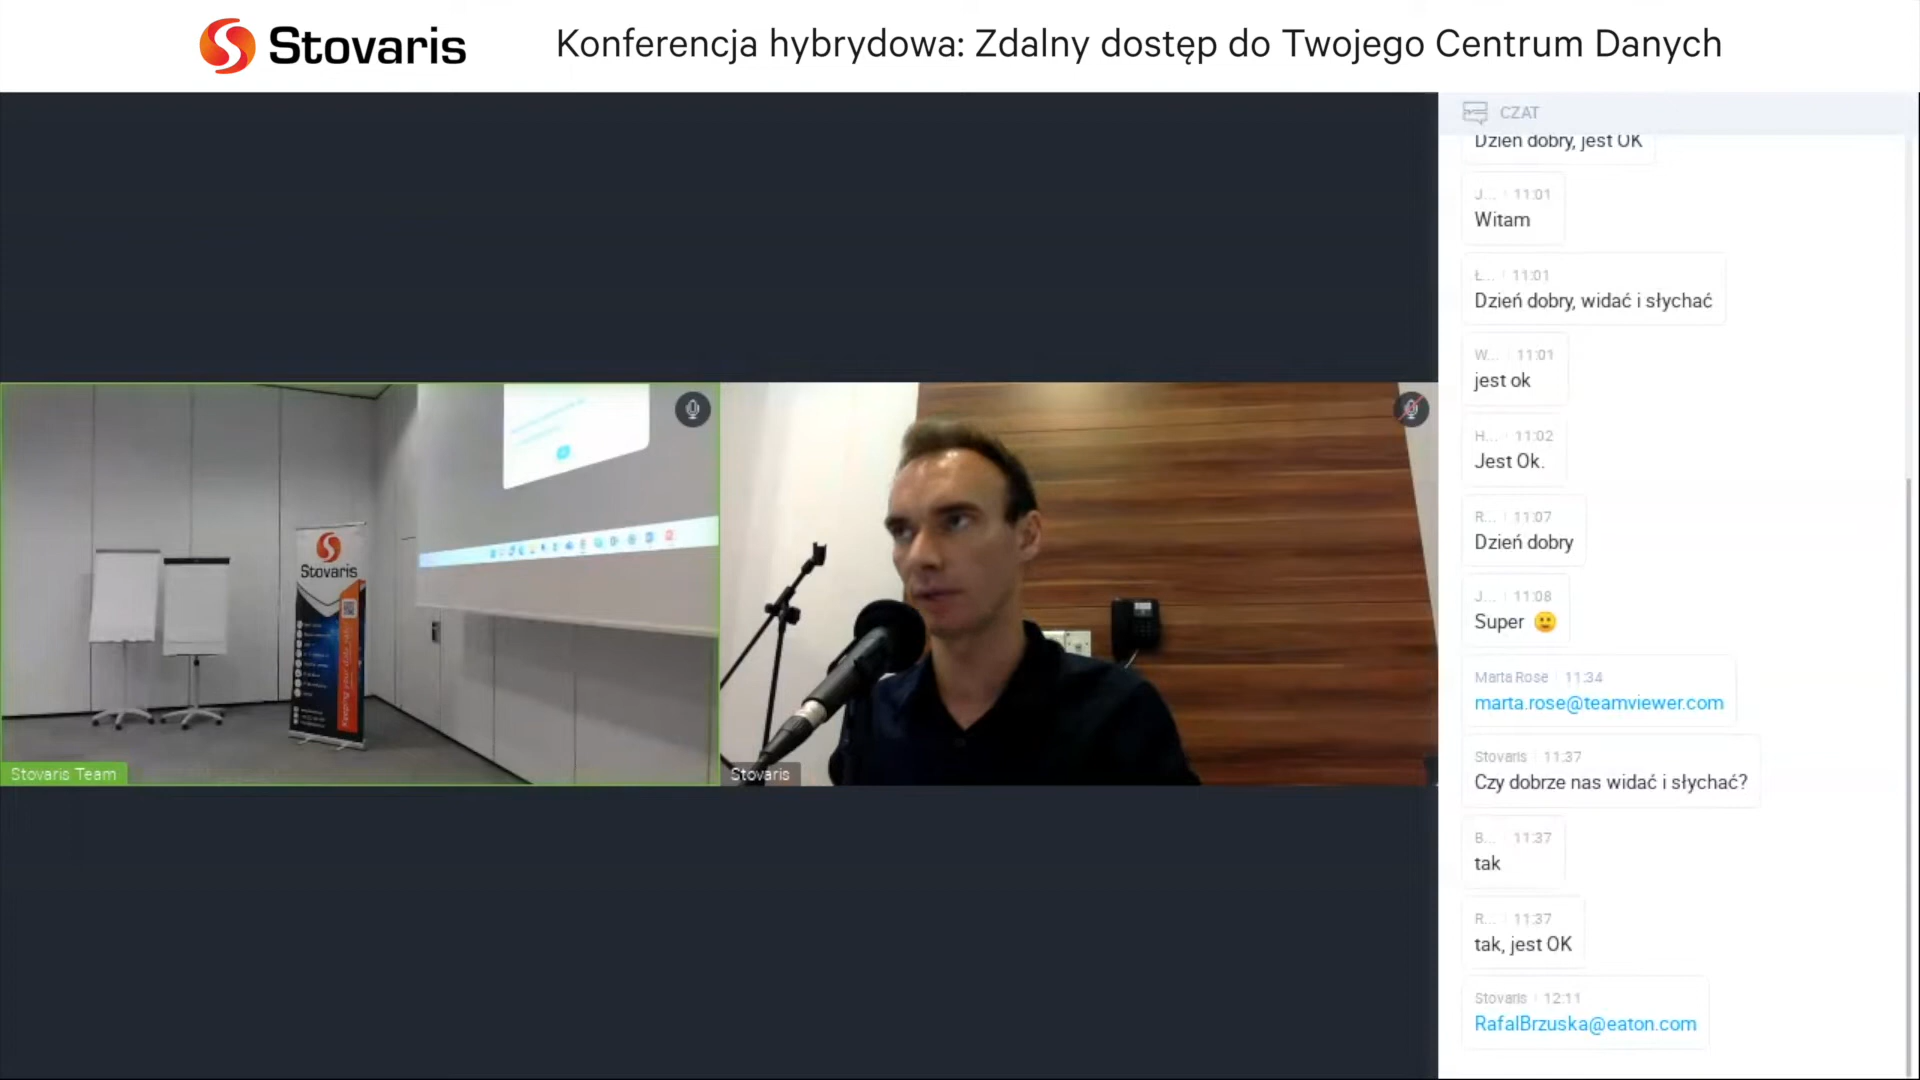 Stovaris
Konferencja hybrydowa: Zdalny dostęp do Twojego Centrum Danych
CZAT
Dzień dobry, jest OK
J... 11:01
Witam
Ł... 11:01
Dzień dobry, widać i słychać
W... 11:01
jest ok
H... 11:02
Jest Ok.
R... 11:07
Dzień dobry
J... 11:08
Super 🙂
Marta Rose 11:34
marta.rose@teamviewer.com
Stovaris 11:37
Czy dobrze nas widać i słychać?
B... 11:37
tak
R... 11:37
tak, jest OK
Stovaris 12:11
RafalBrzuska@eaton.com
Stovaris
Stovaris Team
Stovaris